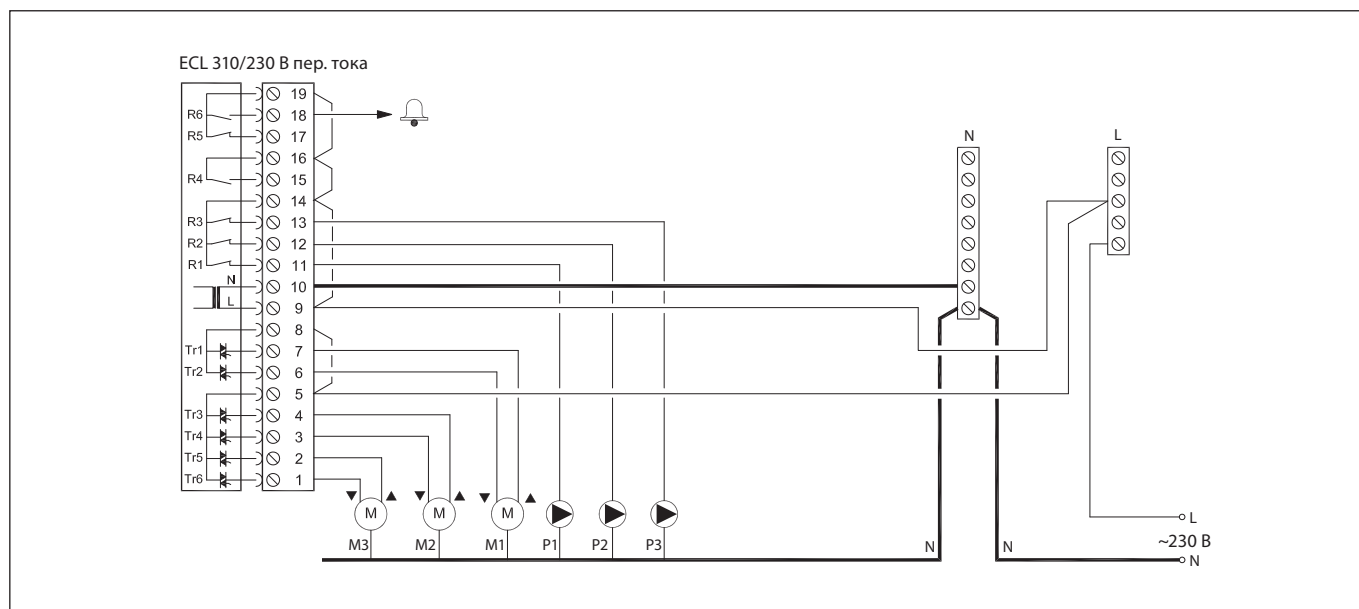 ECL 310/230 В пер. тока
19
R6 18
R5 17
16
R4 15
14
R3 13
R2 12
R1 11
N 10
L 9
8
Tr1 7
Tr2 6
5
Tr3 4
Tr4 3
Tr5 2
Tr6 1
N
L
M M M
M3 M2 M1 P1 P2 P3
N N
L
~230 В
N